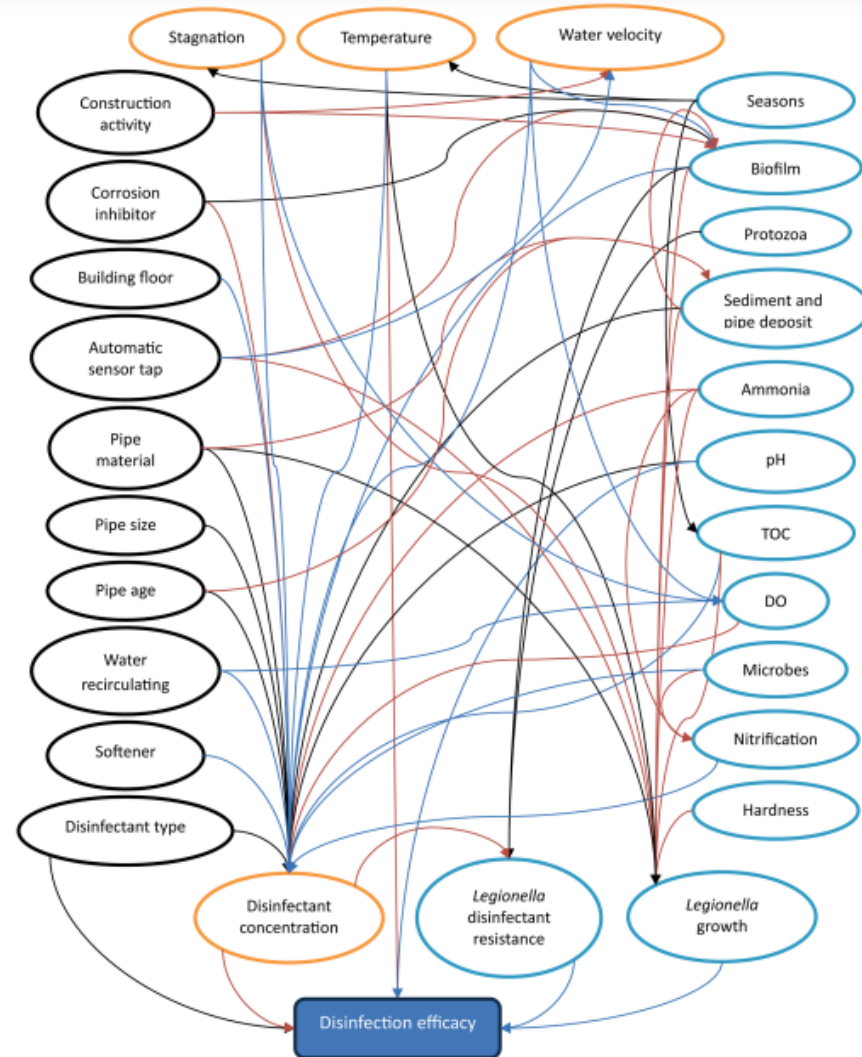 Stagnation
Temperature
Water velocity
Construction
activity
Seasons
Corrosion
inhibitor
Biofilm
Protozoa
Building floor
Sediment and
pipe deposit
Automatic
sensor tap
Ammonia
Pipe
material
pH
Pipe size
TOC
Pipe age
DO
Water
recirculating
Microbes
Softener
Nitrification
Disinfectant type
Hardness
Disinfectant
concentration
Legionella
disinfectant
resistance
Legionella
growth
Disinfection efficacy